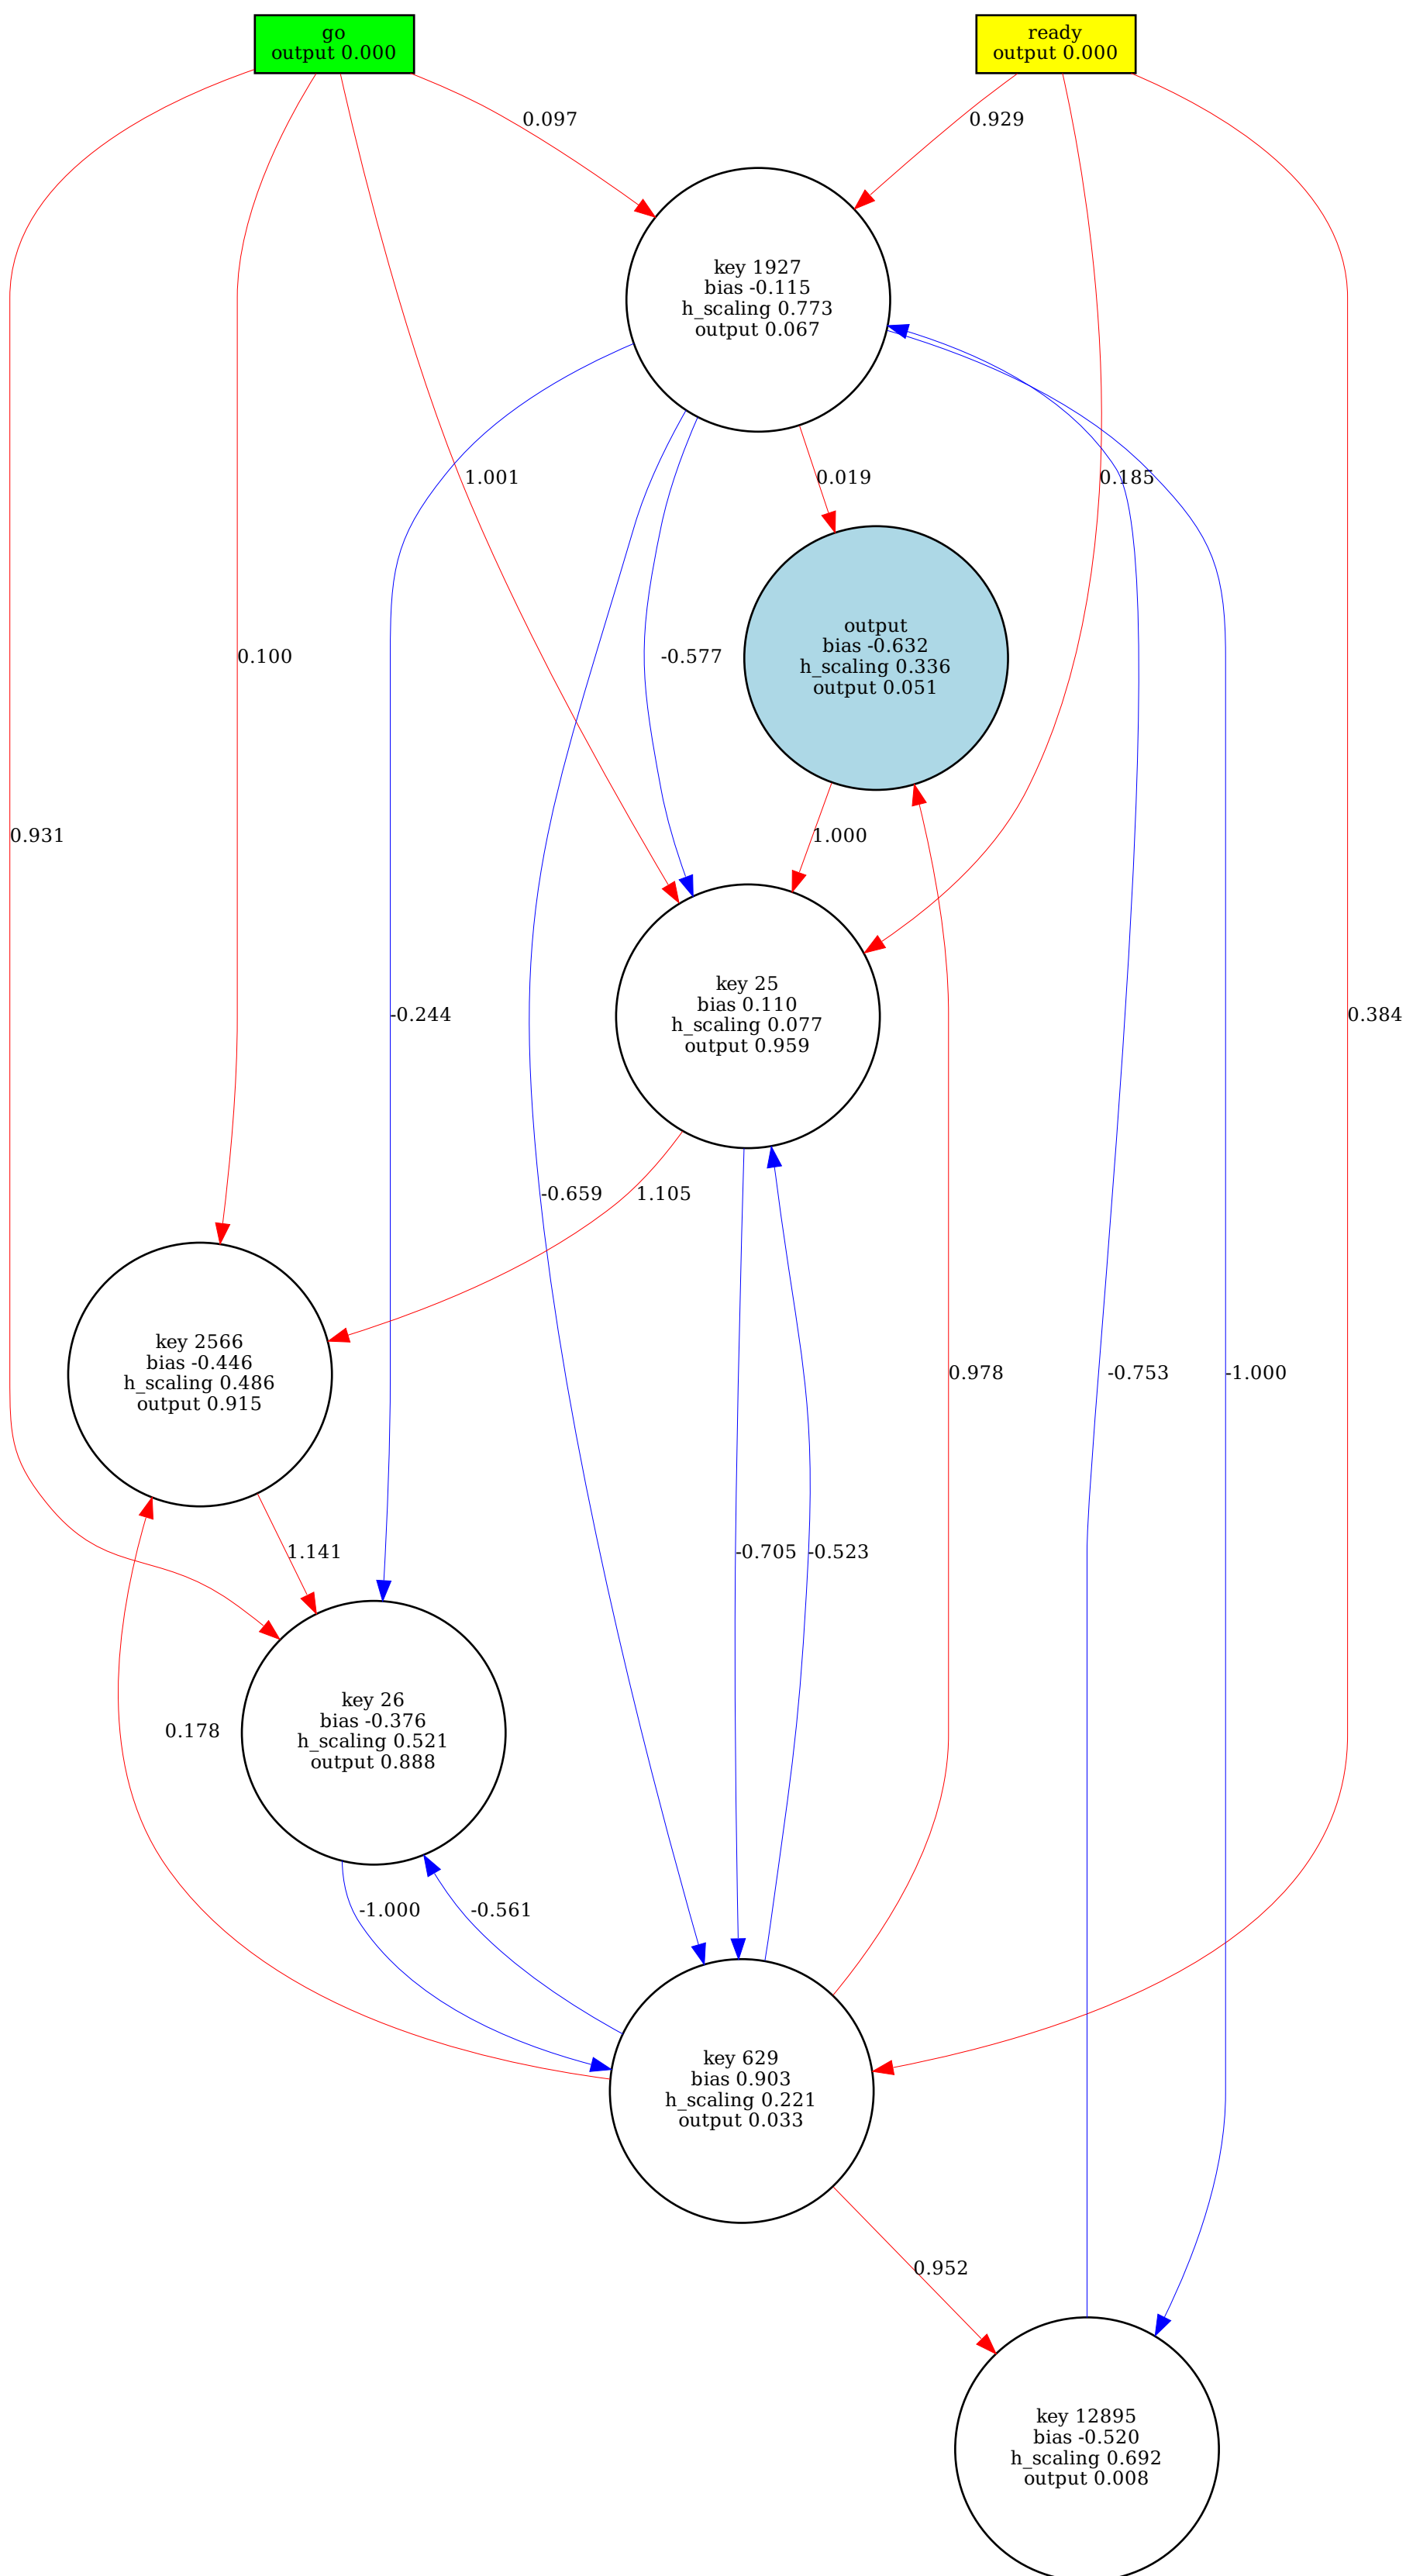 go
output 0.000
ready
output 0.000
0.097
0.929
key 1927
bias -0.115
h_scaling 0.773
output 0.067
1.001
0.019
0.185
0.100
-0.577
output
bias -0.632
h_scaling 0.336
output 0.051
0.931
1.000
-0.244
key 25
bias 0.110
h_scaling 0.077
output 0.959
0.384
-0.659
1.105
key 2566
bias -0.446
h_scaling 0.486
output 0.915
0.978
-0.753
-1.000
1.141
-0.705
-0.523
0.178
key 26
bias -0.376
h_scaling 0.521
output 0.888
-1.000
-0.561
key 629
bias 0.903
h_scaling 0.221
output 0.033
0.952
key 12895
bias -0.520
h_scaling 0.692
output 0.008